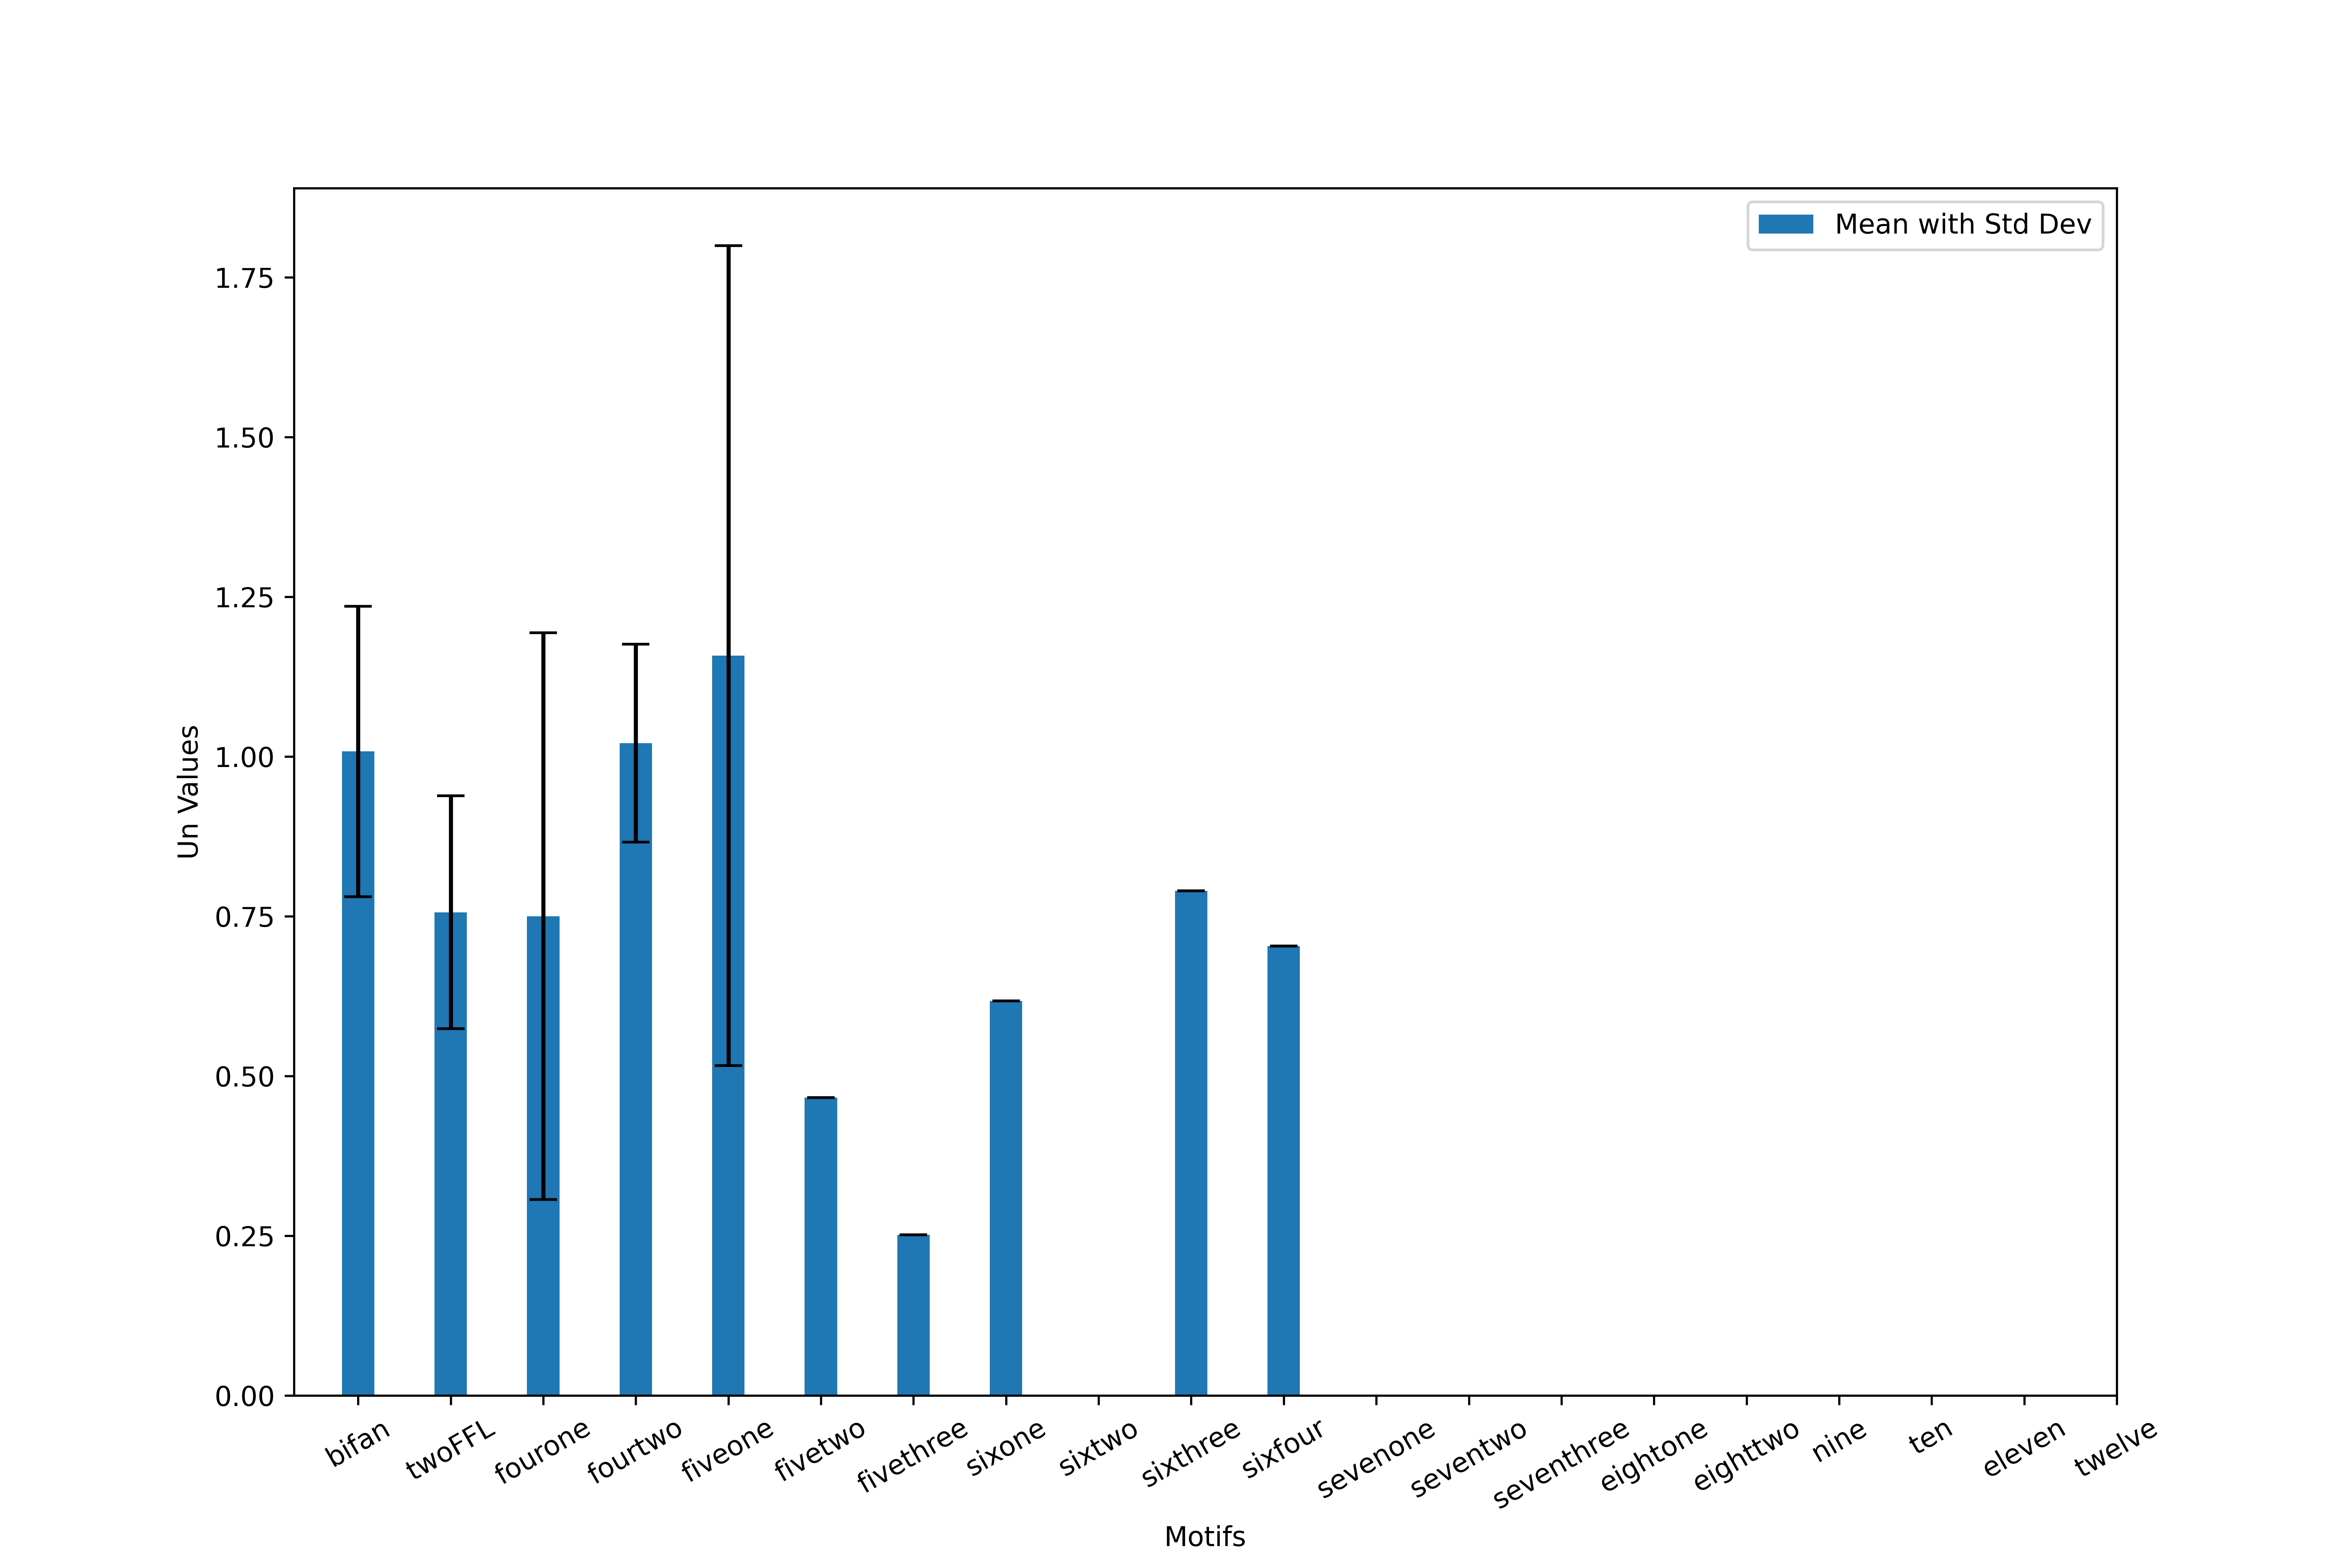 Mean with Std Dev
1.75
1.50
1.25
1.00
0.75
0.50
0.25
0.00
Un Values
bifan twoFFL fourone fourtwo fiveone fivetwo fivethree sixone sixtwo sixthree sixfour sevenone seventwo seventhree eightone eighttwo nine ten eleven twelve
Motifs